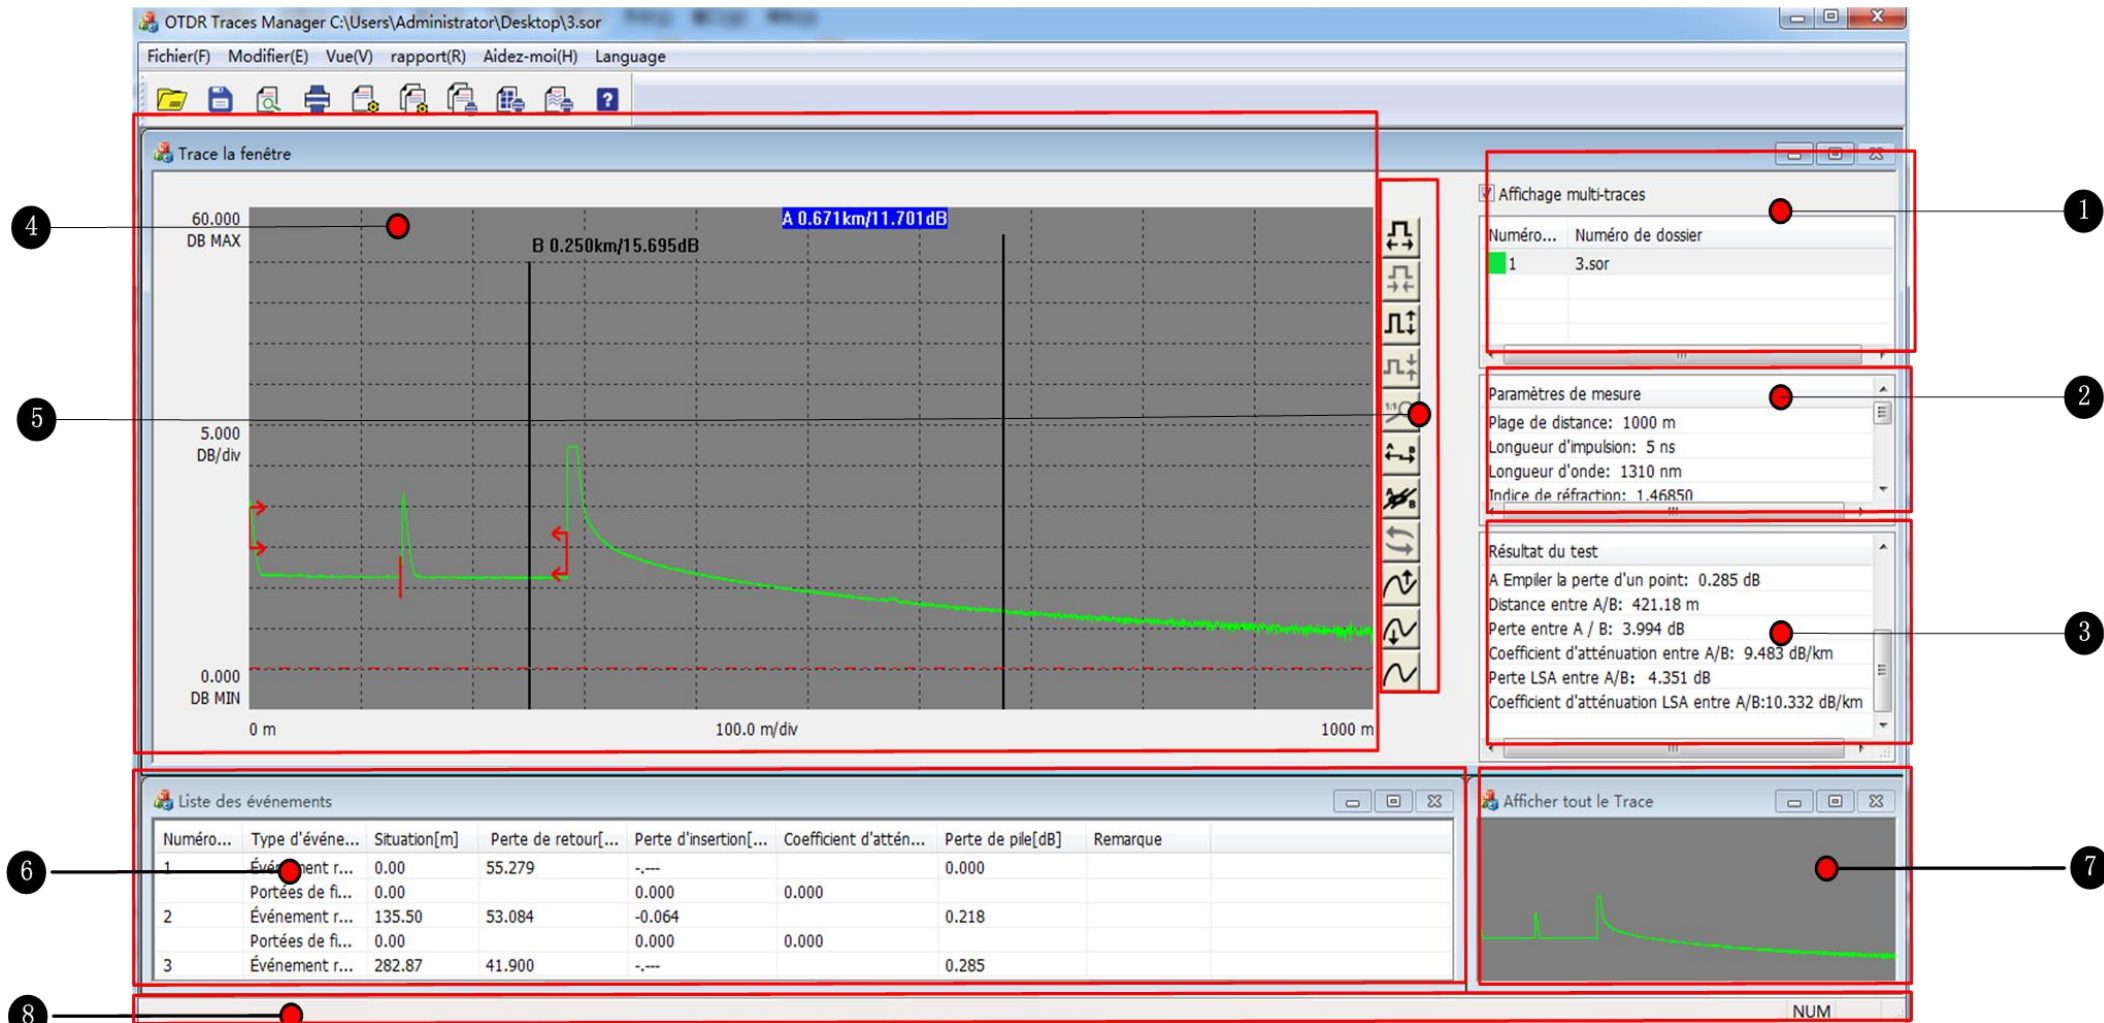 OTDR Traces Manager C:\Users\Administrator\Desktop\3.sor
Fichier(F) Modifier(E) Vue(V) rapport(R) Aidez-moi(H) Language
Trace la fenêtre
60.000
DB MAX
A 0.671km/11.701dB
B 0.250km/15.695dB
5.000
DB/div
0.000
DB MIN
0 m 100.0 m/div 1000 m
4
5
1:1
Affichage multi-traces
Numéro... Numéro de dossier
1 3.sor
1
Paramètres de mesure
Plage de distance: 1000 m
Longueur d'impulsion: 5 ns
Longueur d'onde: 1310 nm
Indice de réfraction: 1.46850
2
Résultat du test
A Empiler la perte d'un point: 0.285 dB
Distance entre A/B: 421.18 m
Perte entre A / B: 3.994 dB
Coefficient d'atténuation entre A/B: 9.483 dB/km
Perte LSA entre A/B: 4.351 dB
Coefficient d'atténuation LSA entre A/B:10.332 dB/km
3
Liste des événements
Numéro... Type d'événe... Situation[m] Perte de retour[... Perte d'insertion[... Coefficient d'attén... Perte de pile[dB] Remarque
1 Événement r... 0.00 55.279 -.--- 0.000
Portées de fi... 0.00 0.000 0.000
2 Événement r... 135.50 53.084 -0.064 0.218
Portées de fi... 0.00 0.000 0.000
3 Événement r... 282.87 41.900 -.--- 0.285
6
Afficher tout le Trace
7
8
NUM